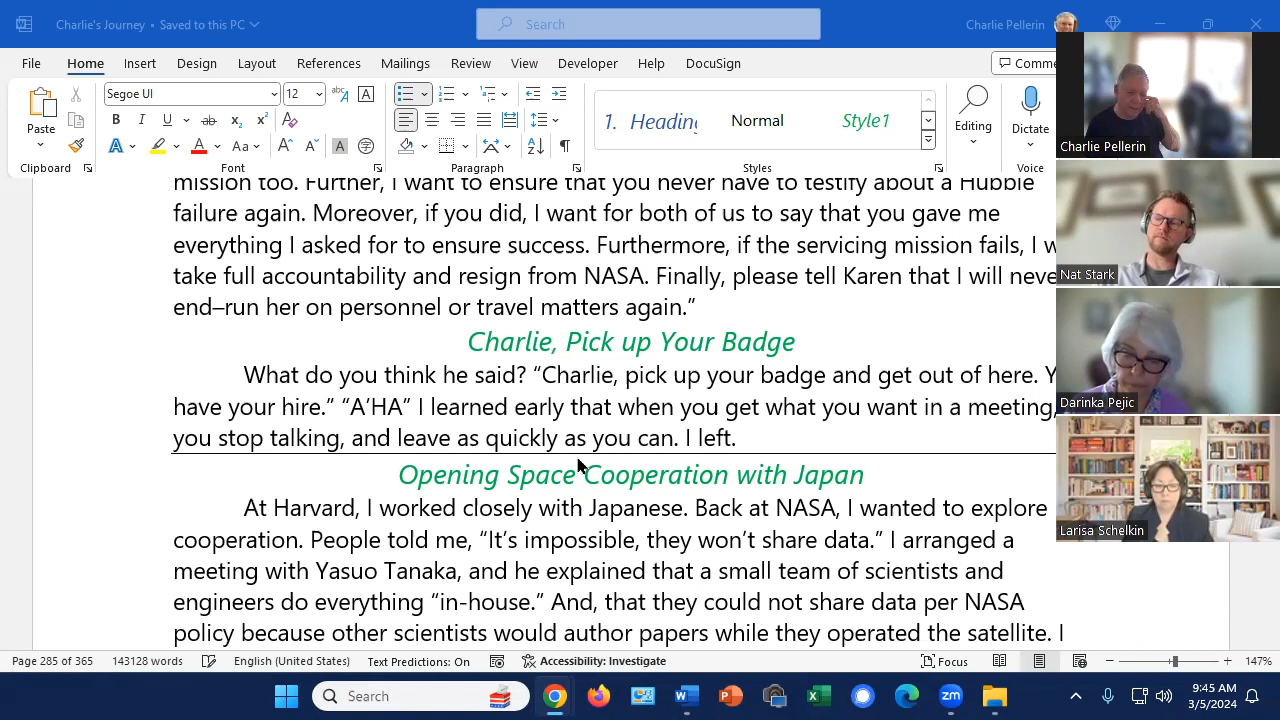 Charlie's Journey • Saved to this PC
Search
Charlie Pellerin
File Home Insert Design Layout References Mailings Review View Developer Help DocuSign Comme
Paste
Segoe UI
12
1. Heading
Normal
Style1
Editing
Dictate
Clipboard
Font
Paragraph
Styles
Voice
mission too. Further, I want to ensure that you never have to testify about a Hubble
failure again. Moreover, if you did, I want for both of us to say that you gave me
everything I asked for to ensure success. Furthermore, if the servicing mission fails, I w
take full accountability and resign from NASA. Finally, please tell Karen that I will neve
end–run her on personnel or travel matters again.”
Charlie, Pick up Your Badge
What do you think he said? “Charlie, pick up your badge and get out of here. Y
have your hire.” “A’HA” I learned early that when you get what you want in a meeting,
you stop talking, and leave as quickly as you can. I left.
Opening Space Cooperation with Japan
At Harvard, I worked closely with Japanese. Back at NASA, I wanted to explore
cooperation. People told me, “It’s impossible, they won’t share data.” I arranged a
meeting with Yasuo Tanaka, and he explained that a small team of scientists and
engineers do everything “in-house.” And, that they could not share data per NASA
policy because other scientists would author papers while they operated the satellite. I
Charlie Pellerin
Nat Stark
Darinka Pejic
Larisa Schelkin
Page 285 of 365
143128 words
English (United States)
Text Predictions: On
Accessibility: Investigate
Focus
147%
Search
zm
9:45 AM
3/5/2024